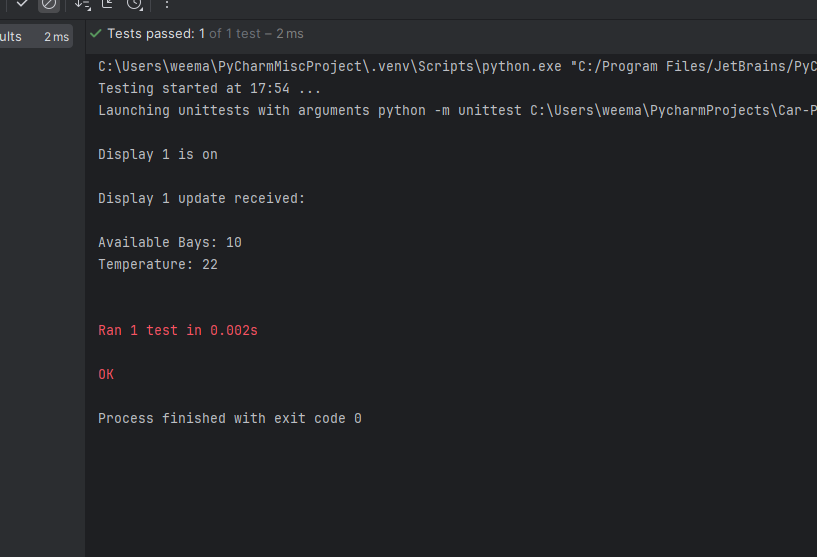 ults 2 ms
Tests passed: 1 of 1 test – 2 ms
C:\Users\weema\PyCharmMiscProject\.venv\Scripts\python.exe "C:/Program Files/JetBrains/PyC
Testing started at 17:54 ...
Launching unittests with arguments python -m unittest C:\Users\weema\PycharmProjects\Car-P
Display 1 is on
Display 1 update received:
Available Bays: 10
Temperature: 22
Ran 1 test in 0.002s
OK
Process finished with exit code 0